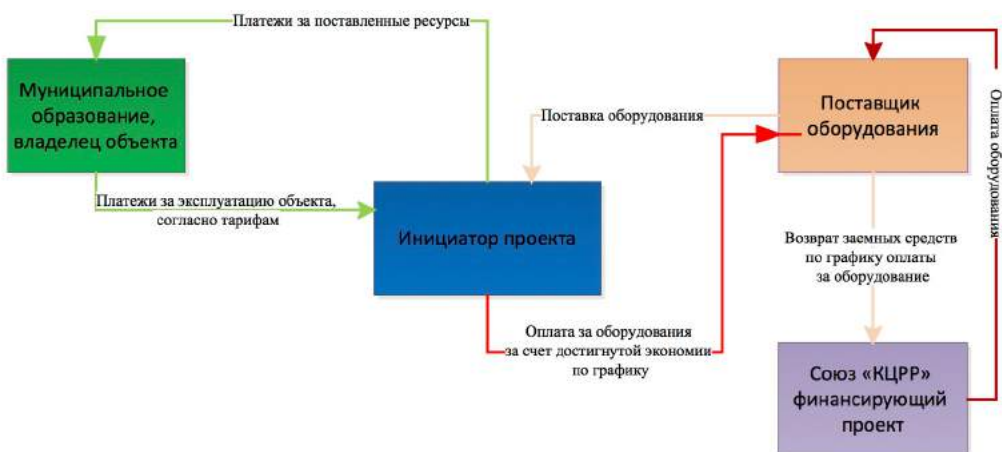 Платежи за поставленные ресурсы
Муниципальное
образование,
владелец объекта
Поставщик
оборудования
Оплата оборудования
Поставка оборудования
Платежи за эксплуатацию объекта,
согласно тарифам
Инициатор проекта
Возврат заемных средств
по графику оплаты
за оборудование
Оплата за оборудования
за счет достигнутой экономии
по графику
Союз «КЦРР»
финансирующий
проект